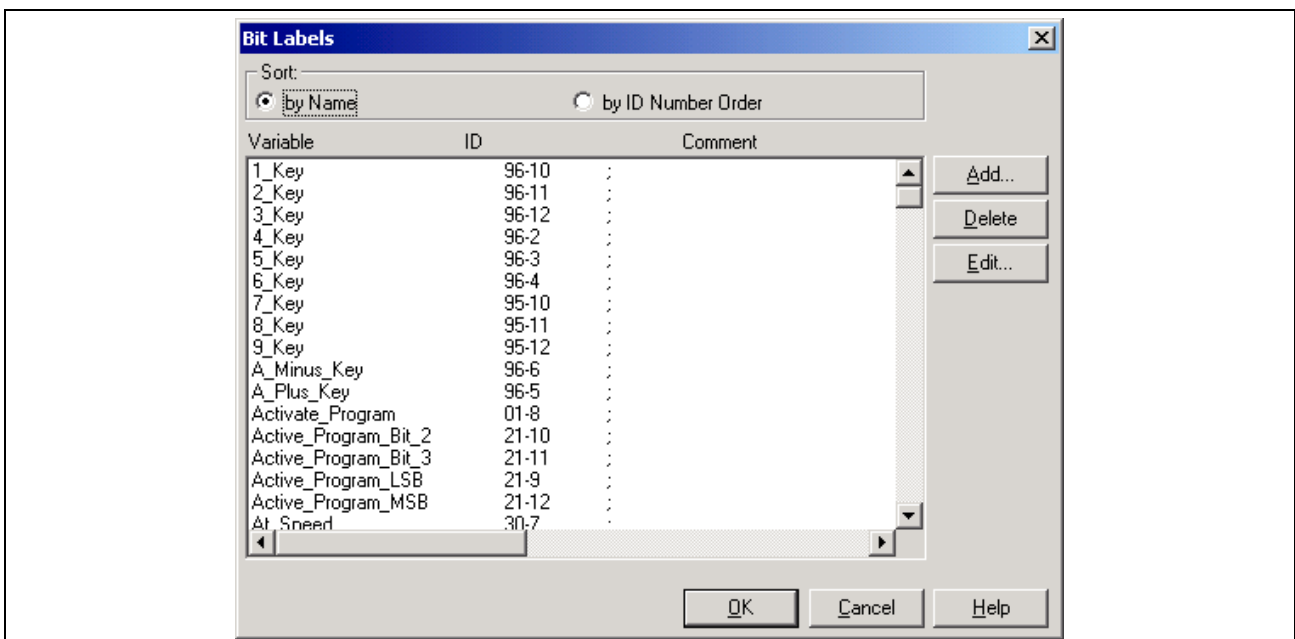 Bit Labels
Sort:
by Name by ID Number Order
Variable ID Comment
1_Key 96-10 ;
2_Key 96-11 ;
3_Key 96-12 ;
4_Key 96-2 ;
5_Key 96-3 ;
6_Key 96-4 ;
7_Key 95-10 ;
8_Key 95-11 ;
9_Key 95-12 ;
A_Minus_Key 96-6 ;
A_Plus_Key 96-5 ;
Activate_Program 01-8 ;
Active_Program_Bit_2 21-10 ;
Active_Program_Bit_3 21-11 ;
Active_Program_LSB 21-9 ;
Active_Program_MSB 21-12 ;
At_Speed 30-7 ;
Add...
Delete
Edit...
OK Cancel Help